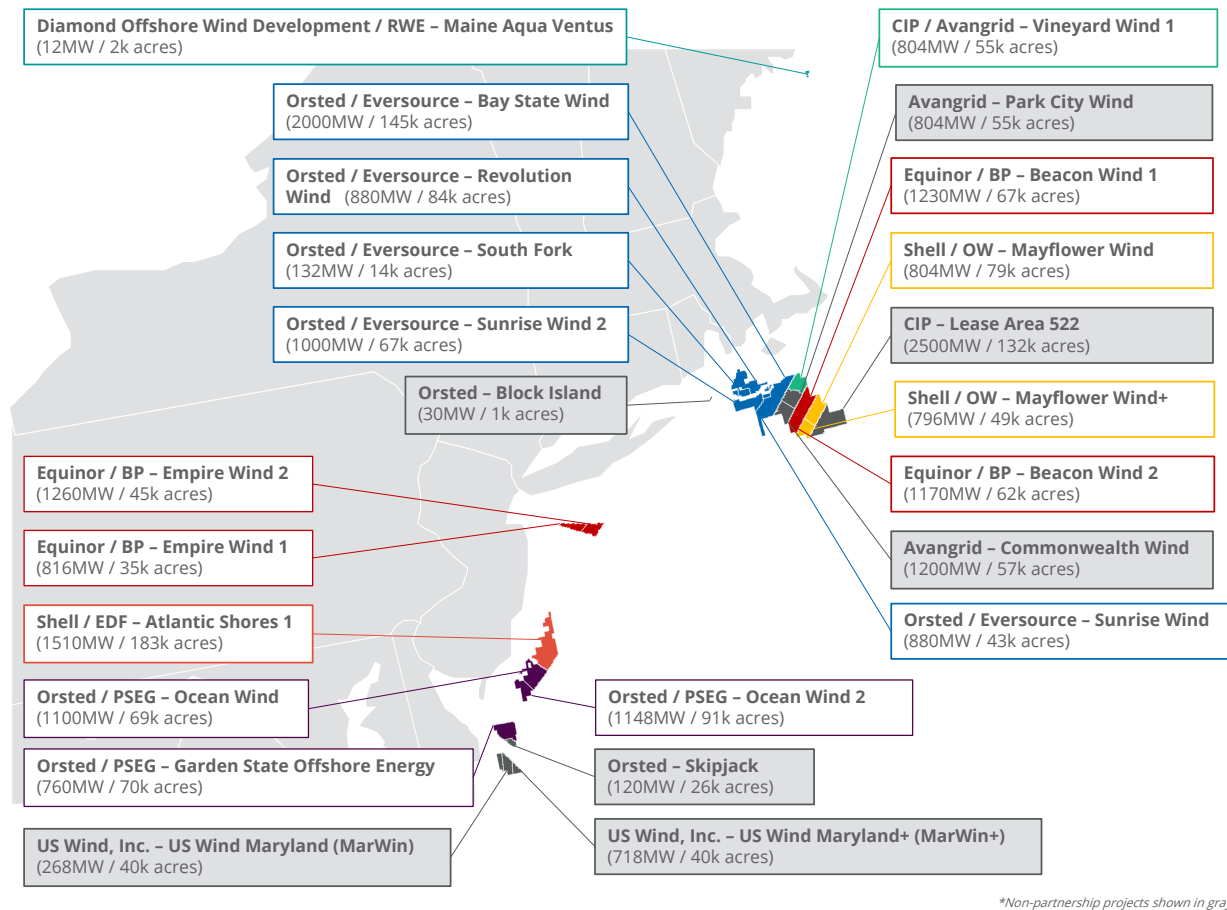 Diamond Offshore Wind Development / RWE – Maine Aqua Ventus
(12MW / 2k acres)
CIP / Avangrid – Vineyard Wind 1
(804MW / 55k acres)
Orsted / Eversource – Bay State Wind
(2000MW / 145k acres)
Avangrid – Park City Wind
(804MW / 55k acres)
Orsted / Eversource – Revolution
Wind (880MW / 84k acres)
Equinor / BP – Beacon Wind 1
(1230MW / 67k acres)
Orsted / Eversource – South Fork
(132MW / 14k acres)
Shell / OW – Mayflower Wind
(804MW / 79k acres)
Orsted / Eversource – Sunrise Wind 2
(1000MW / 67k acres)
CIP – Lease Area 522
(2500MW / 132k acres)
Orsted – Block Island
(30MW / 1k acres)
Shell / OW – Mayflower Wind+
(796MW / 49k acres)
Equinor / BP – Empire Wind 2
(1260MW / 45k acres)
Equinor / BP – Beacon Wind 2
(1170MW / 62k acres)
Equinor / BP – Empire Wind 1
(816MW / 35k acres)
Avangrid – Commonwealth Wind
(1200MW / 57k acres)
Shell / EDF – Atlantic Shores 1
(1510MW / 183k acres)
Orsted / Eversource – Sunrise Wind
(880MW / 43k acres)
Orsted / PSEG – Ocean Wind
(1100MW / 69k acres)
Orsted / PSEG – Ocean Wind 2
(1148MW / 91k acres)
Orsted / PSEG – Garden State Offshore Energy
(760MW / 70k acres)
Orsted – Skipjack
(120MW / 26k acres)
US Wind, Inc. – US Wind Maryland (MarWin)
(268MW / 40k acres)
US Wind, Inc. – US Wind Maryland+ (MarWin+)
(718MW / 40k acres)
*Non-partnership projects shown in gra